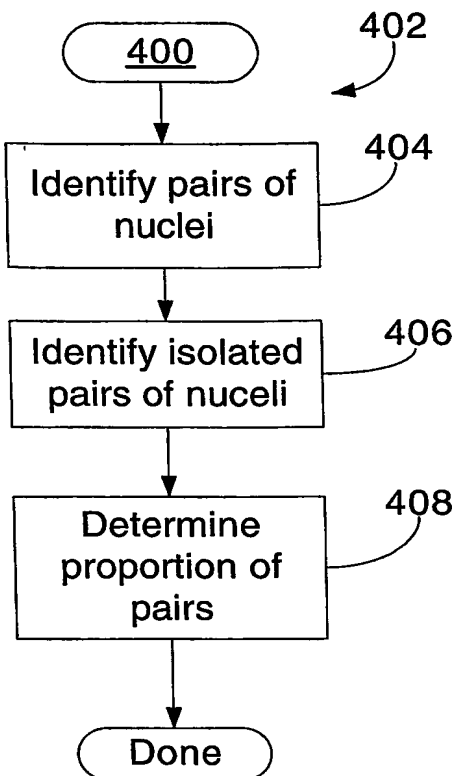 400
402
404
Identify pairs of
nuclei
406
Identify isolated
pairs of nuceli
408
Determine
proportion of
pairs
Done